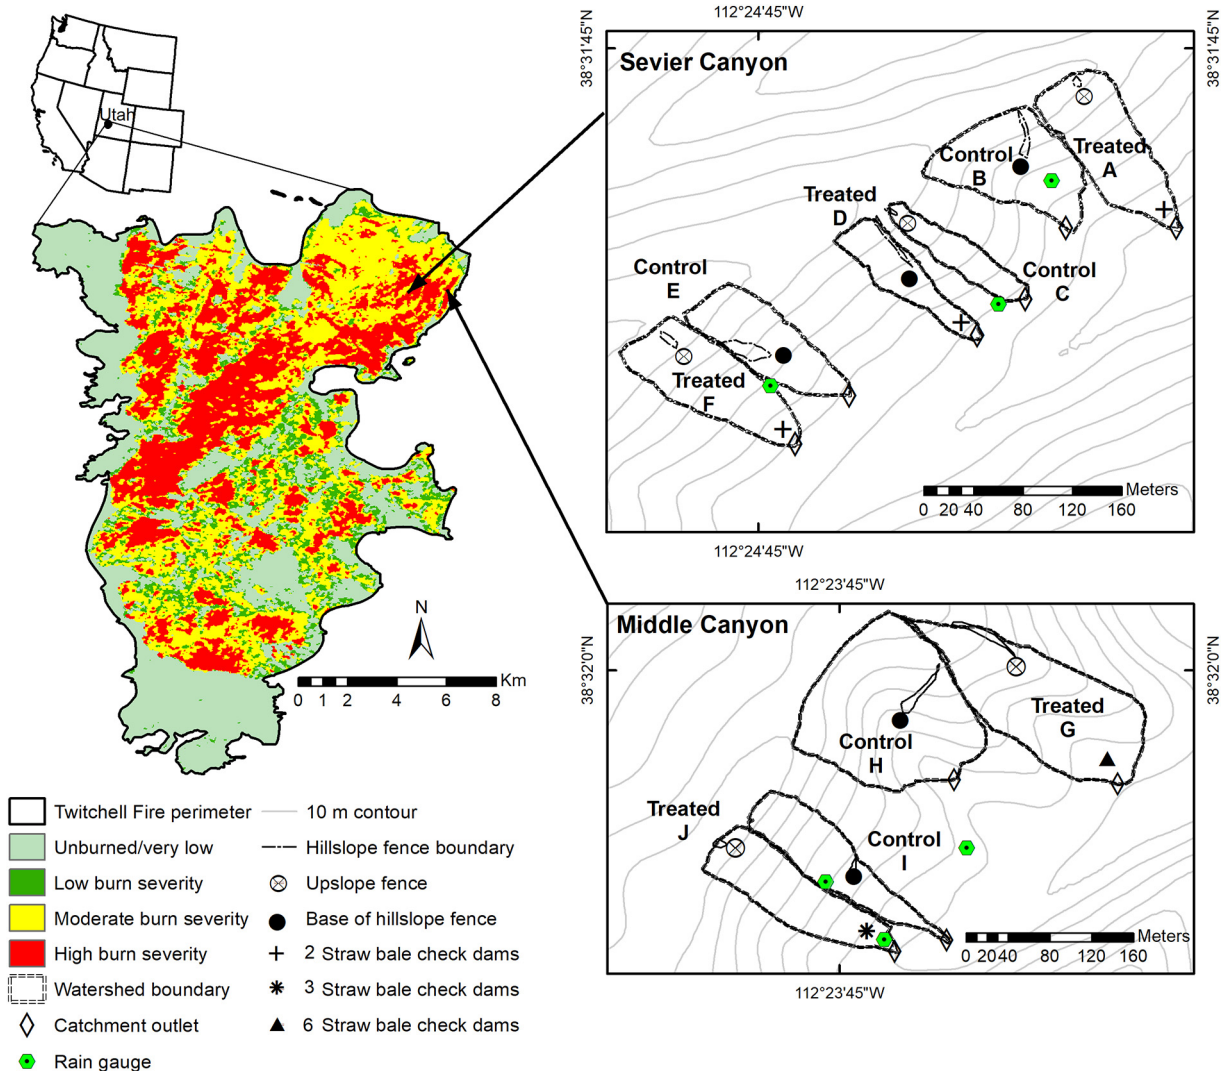 Utah
N
Km
0 1 2 4 6 8
Twitchell Fire perimeter
Unburned/very low
Low burn severity
Moderate burn severity
High burn severity
Watershed boundary
Catchment outlet
Rain gauge
10 m contour
Hillslope fence boundary
Upslope fence
Base of hillslope fence
2 Straw bale check dams
3 Straw bale check dams
6 Straw bale check dams
112°24'45"W
38°31'45"N
38°31'45"N
Sevier Canyon
Treated
A
Control
B
Treated
D
Control
C
Control
E
Treated
F
Meters
0 20 40 80 120 160
112°24'45"W
112°23'45"W
38°32'0"N
38°32'0"N
Middle Canyon
Treated
G
Control
H
Treated
J
Control
I
Meters
0 20 40 80 120 160
112°23'45"W